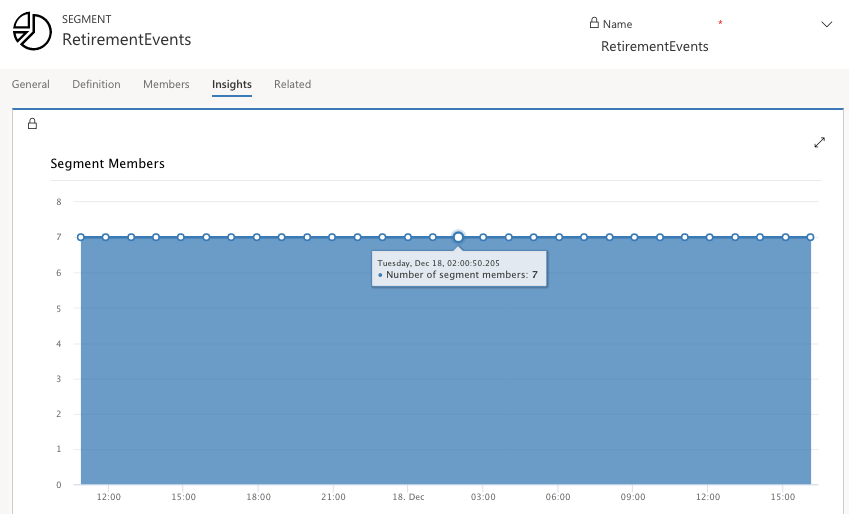 SEGMENT
RetirementEvents
Name *
RetirementEvents
General Definition Members Insights Related
Segment Members
8
7
6
5
4
3
2
1
0
Tuesday, Dec 18, 02:00:50.205
• Number of segment members: 7
12:00 15:00 18:00 21:00 18. Dec 03:00 06:00 09:00 12:00 15:00